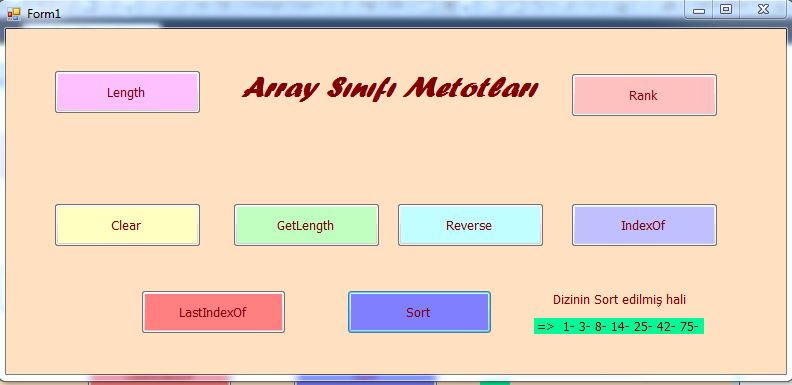 Form1
Array Sınıfı Metotları
Length
Rank
Clear
GetLength
Reverse
IndexOf
LastIndexOf
Sort
Dizinin Sort edilmiş hali
=> 1- 3- 8- 14- 25- 42- 75-